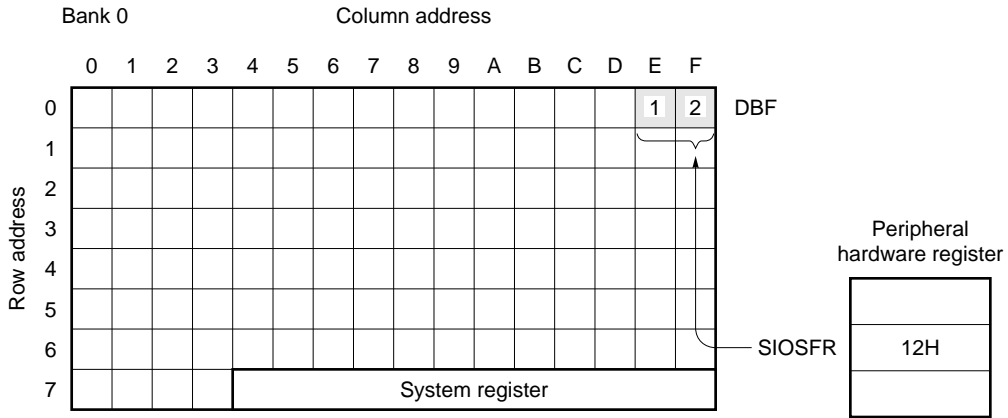 Bank 0 Column address
0 1 2 3 4 5 6 7 8 9 A B C D E F
0 1 2 DBF
1
2
3
4
5
6
7 System register
Row address
Peripheral
hardware register
SIOSFR 12H